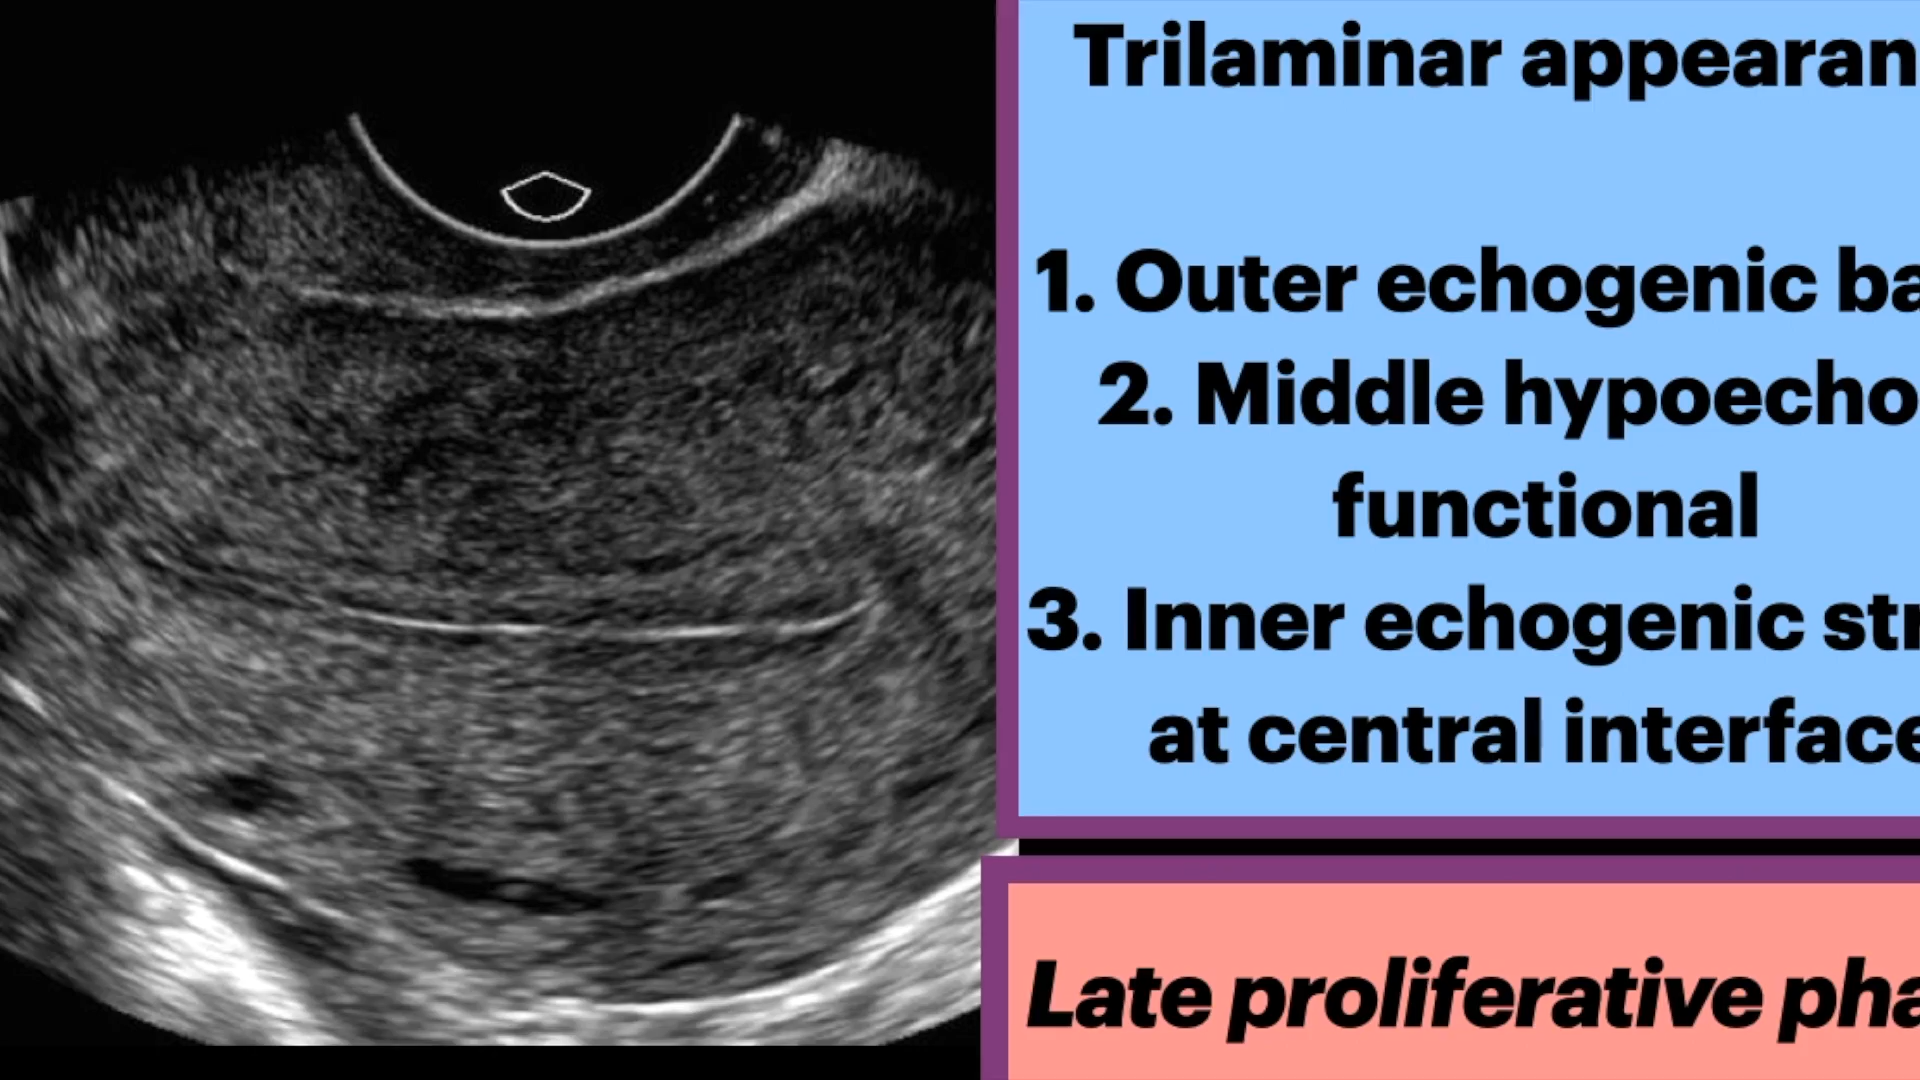 Trilaminar appearan
1. Outer echogenic ba
2. Middle hypoecho
functional
3. Inner echogenic str
at central interface
Late proliferative pha